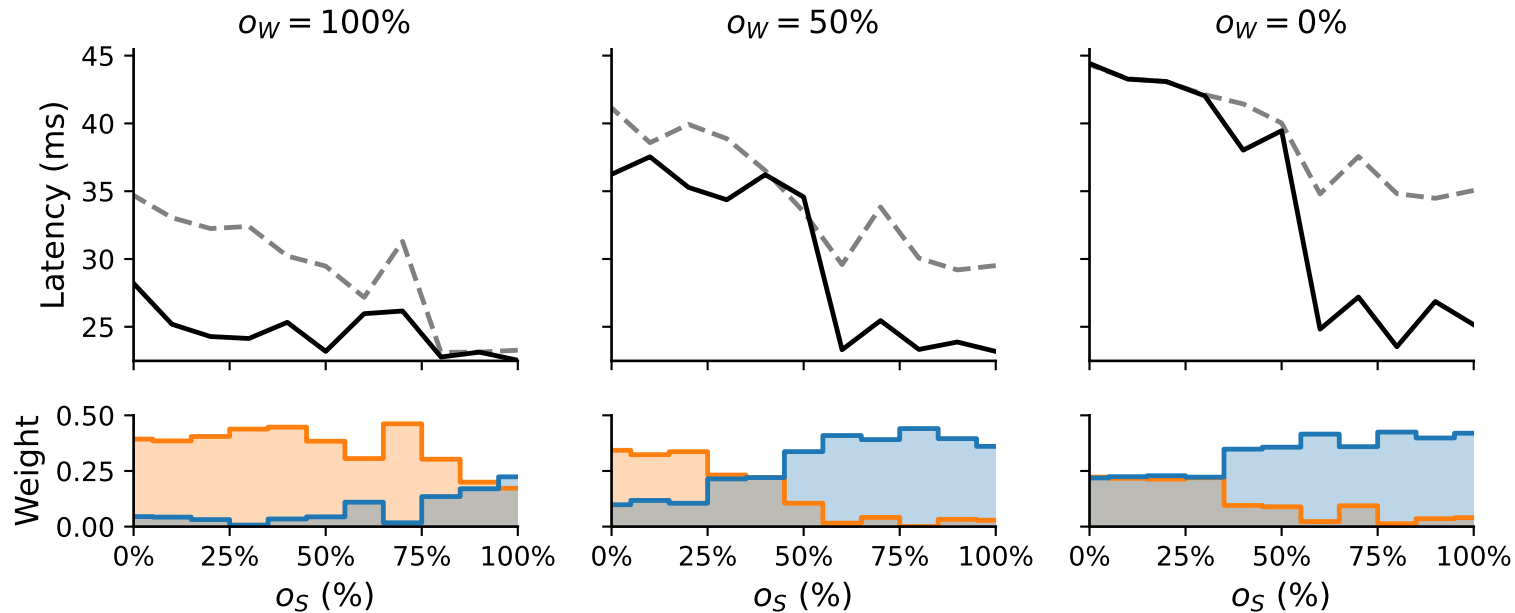 o_W = 100%
o_W = 50%
o_W = 0%
Latency (ms)
45
40
35
30
25
Weight
0.50
0.25
0.00
0% 25% 50% 75% 100%
0% 25% 50% 75% 100%
0% 25% 50% 75% 100%
o_S (%)
o_S (%)
o_S (%)